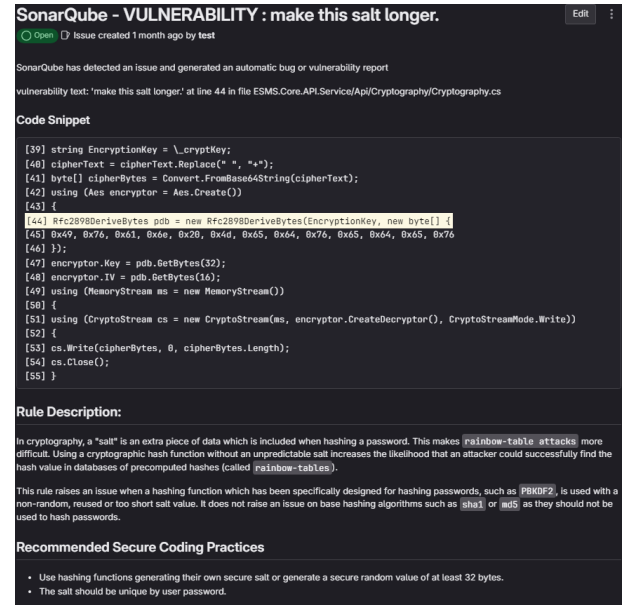 SonarQube - VULNERABILITY : make this salt longer.
Edit
Open Issue created 1 month ago by test
SonarQube has detected an issue and generated an automatic bug or vulnerability report
vulnerability text: 'make this salt longer.' at line 44 in file ESMS.Core.API.Service/Api/Cryptography/Cryptography.cs
Code Snippet
[39] string EncryptionKey = \_cryptKey;
[40] cipherText = cipherText.Replace(" ", "+");
[41] byte[] cipherBytes = Convert.FromBase64String(cipherText);
[42] using (Aes encryptor = Aes.Create())
[43] {
[44] Rfc2898DeriveBytes pdb = new Rfc2898DeriveBytes(EncryptionKey, new byte[] {
[45] 0x49, 0x76, 0x61, 0x6e, 0x20, 0x4d, 0x65, 0x64, 0x76, 0x65, 0x64, 0x65, 0x76
[46] });
[47] encryptor.Key = pdb.GetBytes(32);
[48] encryptor.IV = pdb.GetBytes(16);
[49] using (MemoryStream ms = new MemoryStream())
[50] {
[51] using (CryptoStream cs = new CryptoStream(ms, encryptor.CreateDecryptor(), CryptoStreamMode.Write))
[52] {
[53] cs.Write(cipherBytes, 0, cipherBytes.Length);
[54] cs.Close();
[55] }
Rule Description:
In cryptography, a "salt" is an extra piece of data which is included when hashing a password. This makes rainbow-table attacks more
difficult. Using a cryptographic hash function without an unpredictable salt increases the likelihood that an attacker could successfully find the
hash value in databases of precomputed hashes (called rainbow-tables).
This rule raises an issue when a hashing function which has been specifically designed for hashing passwords, such as PBKDF2, is used with a
non-random, reused or too short salt value. It does not raise an issue on base hashing algorithms such as sha1 or md5 as they should not be
used to hash passwords.
Recommended Secure Coding Practices
• Use hashing functions generating their own secure salt or generate a secure random value of at least 32 bytes.
• The salt should be unique by user password.